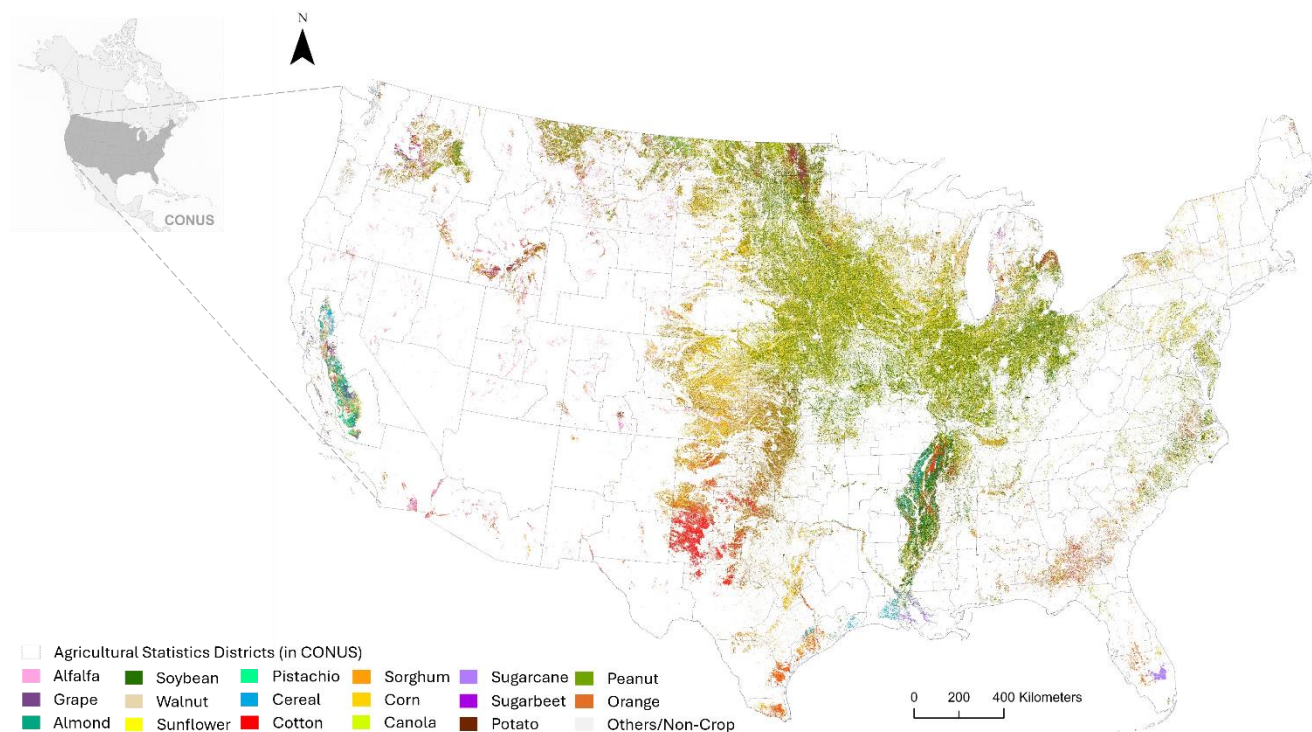 N
CONUS
Agricultural Statistics Districts (in CONUS)
Alfalfa Soybean Pistachio Sorghum Sugarcane Peanut
Grape Walnut Cereal Corn Sugarbeet Orange
Almond Sunflower Cotton Canola Potato Others/Non-Crop
0 200 400 Kilometers